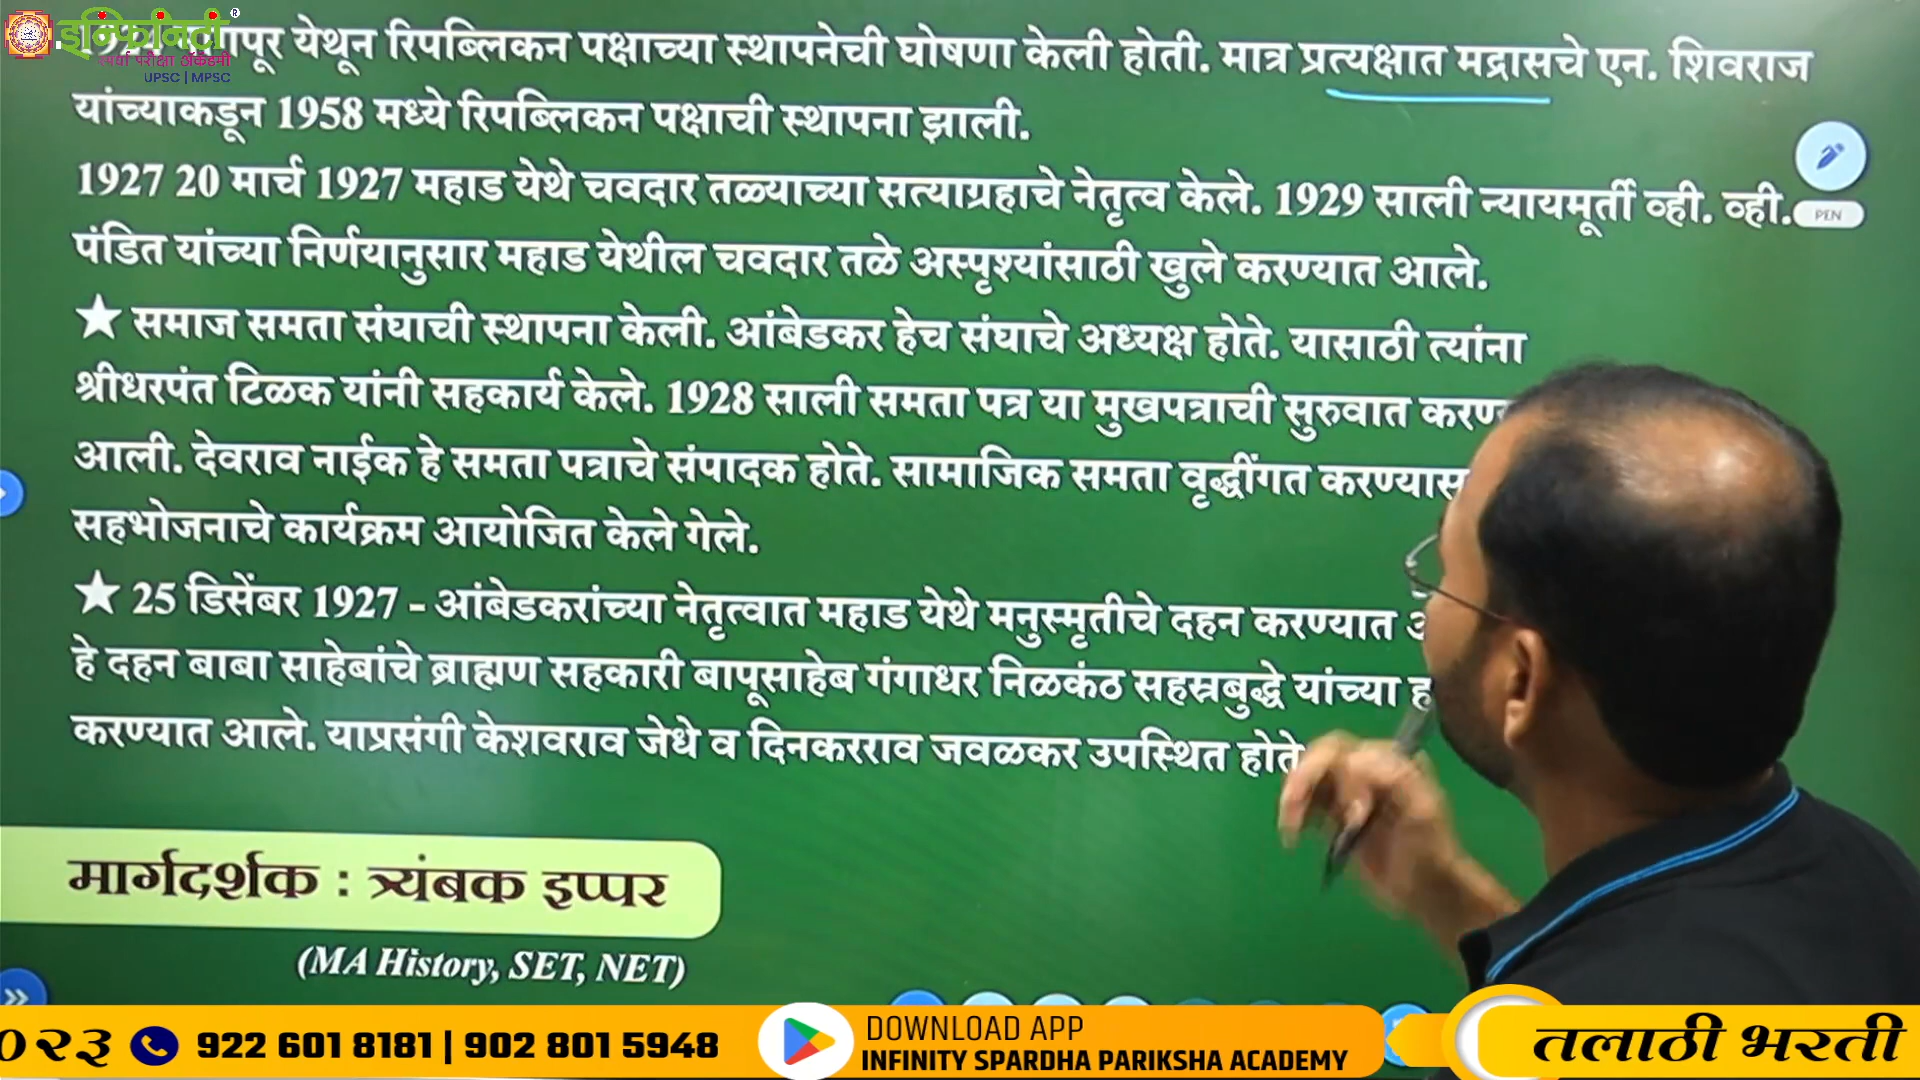 इन्फिनिटी
स्पर्धा परीक्षा अ‍ॅकॅडमी
UPSC | MPSC
येथून रिपब्लिकन पक्षाच्या स्थापनेची घोषणा केली होती. मात्र प्रत्यक्षात मद्रासचे एन. शिवराज
यांच्याकडून 1958 मध्ये रिपब्लिकन पक्षाची स्थापना झाली.
1927 20 मार्च 1927 महाड येथे चवदार तळ्याच्या सत्याग्रहाचे नेतृत्व केले. 1929 साली न्यायमूर्ती व्ही. व्ही.
PEN
पंडित यांच्या निर्णयानुसार महाड येथील चवदार तळे अस्पृश्यांसाठी खुले करण्यात आले.
★ समाज समता संघाची स्थापना केली. आंबेडकर हेच संघाचे अध्यक्ष होते. यासाठी त्यांना
श्रीधरपंत टिळक यांनी सहकार्य केले. 1928 साली समता पत्र या मुखपत्राची सुरुवात
आली. देवराव नाईक हे समता पत्राचे संपादक होते. सामाजिक समता वृद्धींगत करण्यास
सहभोजनाचे कार्यक्रम आयोजित केले गेले.
★ 25 डिसेंबर 1927 - आंबेडकरांच्या नेतृत्वात महाड येथे मनुस्मृतीचे दहन करण्यात
हे दहन बाबा साहेबांचे ब्राह्मण सहकारी बापूसाहेब गंगाधर निळकंठ सहस्रबुद्धे यांच्या
करण्यात आले. याप्रसंगी केशवराव जेधे व दिनकरराव जवळकर उपस्थित होते
मार्गदर्शक : त्र्यंबक इप्पर
(MA History, SET, NET)
०२३ 922 601 8181 | 902 801 5948
DOWNLOAD APP
INFINITY SPARDHA PARIKSHA ACADEMY
तलाठी भरती